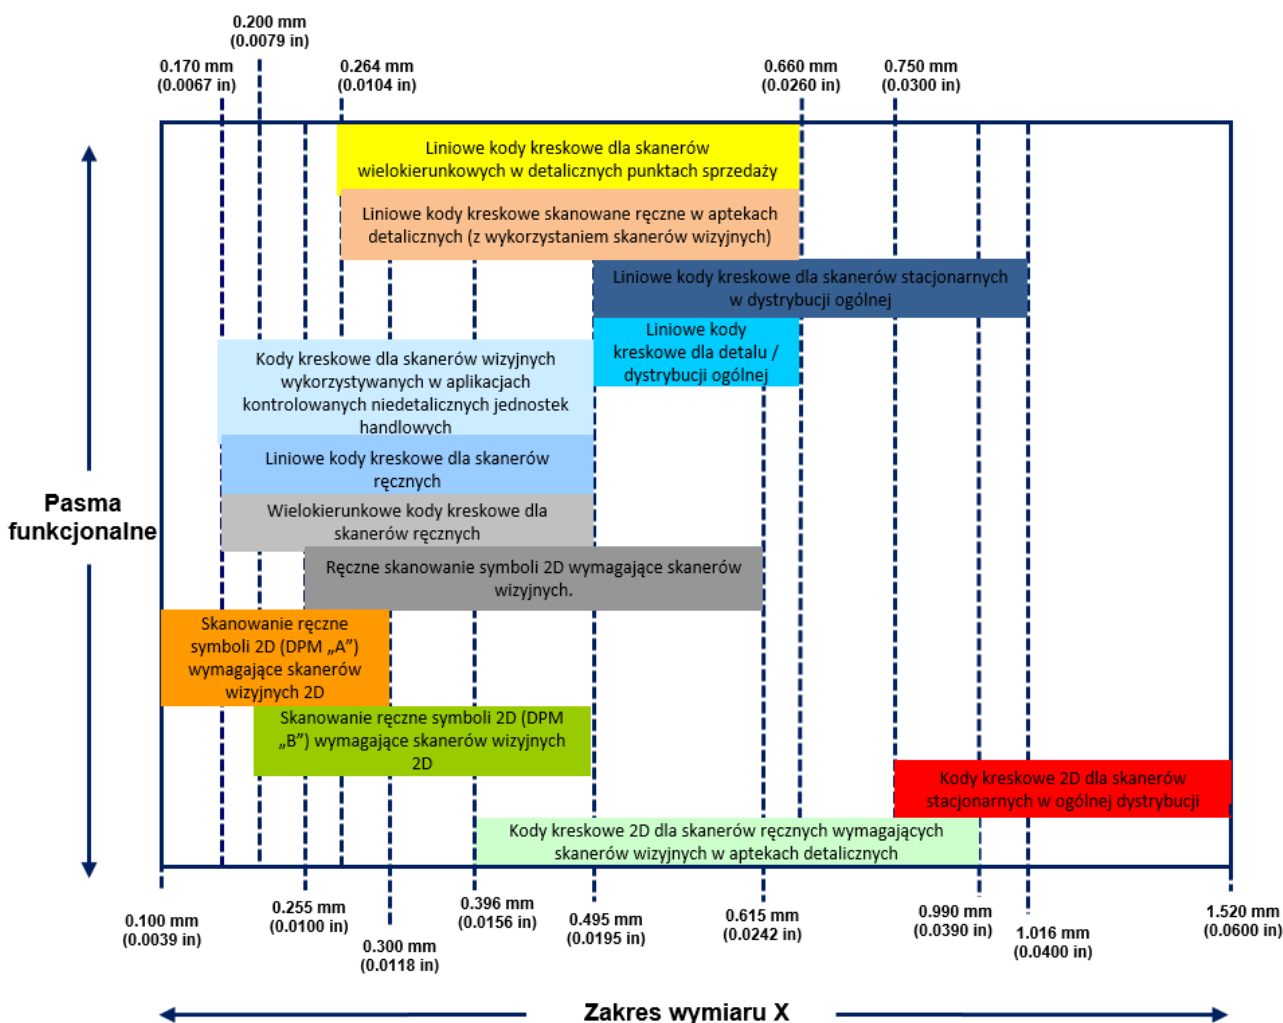 0.200 mm
(0.0079 in)
0.170 mm
(0.0067 in)
0.264 mm
(0.0104 in)
0.660 mm
(0.0260 in)
0.750 mm
(0.0300 in)
Liniowe kody kreskowe dla skanerów
wielokierunkowych w detalicznych punktach sprzedaży
Liniowe kody kreskowe skanowane ręczne w aptekach
detalicznych (z wykorzystaniem skanerów wizyjnych)
Liniowe kody kreskowe dla skanerów stacjonarnych
w dystrybucji ogólnej
Liniowe kody
kreskowe dla detalu /
dystrybucji ogólnej
Kody kreskowe dla skanerów wizyjnych
wykorzystywanych w aplikacjach
kontrolowanych niedetalicznych jednostek
handlowych
Liniowe kody kreskowe dla skanerów
ręcznych
Pasma
funkcjonalne
Wielokierunkowe kody kreskowe dla
skanerów ręcznych
Ręczne skanowanie symboli 2D wymagające skanerów
wizyjnych.
Skanowanie ręczne
symboli 2D (DPM „A”)
wymagające skanerów
wizyjnych 2D
Skanowanie ręczne symboli 2D (DPM
„B”) wymagające skanerów wizyjnych
2D
Kody kreskowe 2D dla skanerów
stacjonarnych w ogólnej dystrybucji
Kody kreskowe 2D dla skanerów ręcznych wymagających
skanerów wizyjnych w aptekach detalicznych
0.100 mm
(0.0039 in)
0.255 mm
(0.0100 in)
0.300 mm
(0.0118 in)
0.396 mm
(0.0156 in)
0.495 mm
(0.0195 in)
0.615 mm
(0.0242 in)
0.990 mm
(0.0390 in)
1.016 mm
(0.0400 in)
1.520 mm
(0.0600 in)
Zakres wymiaru X